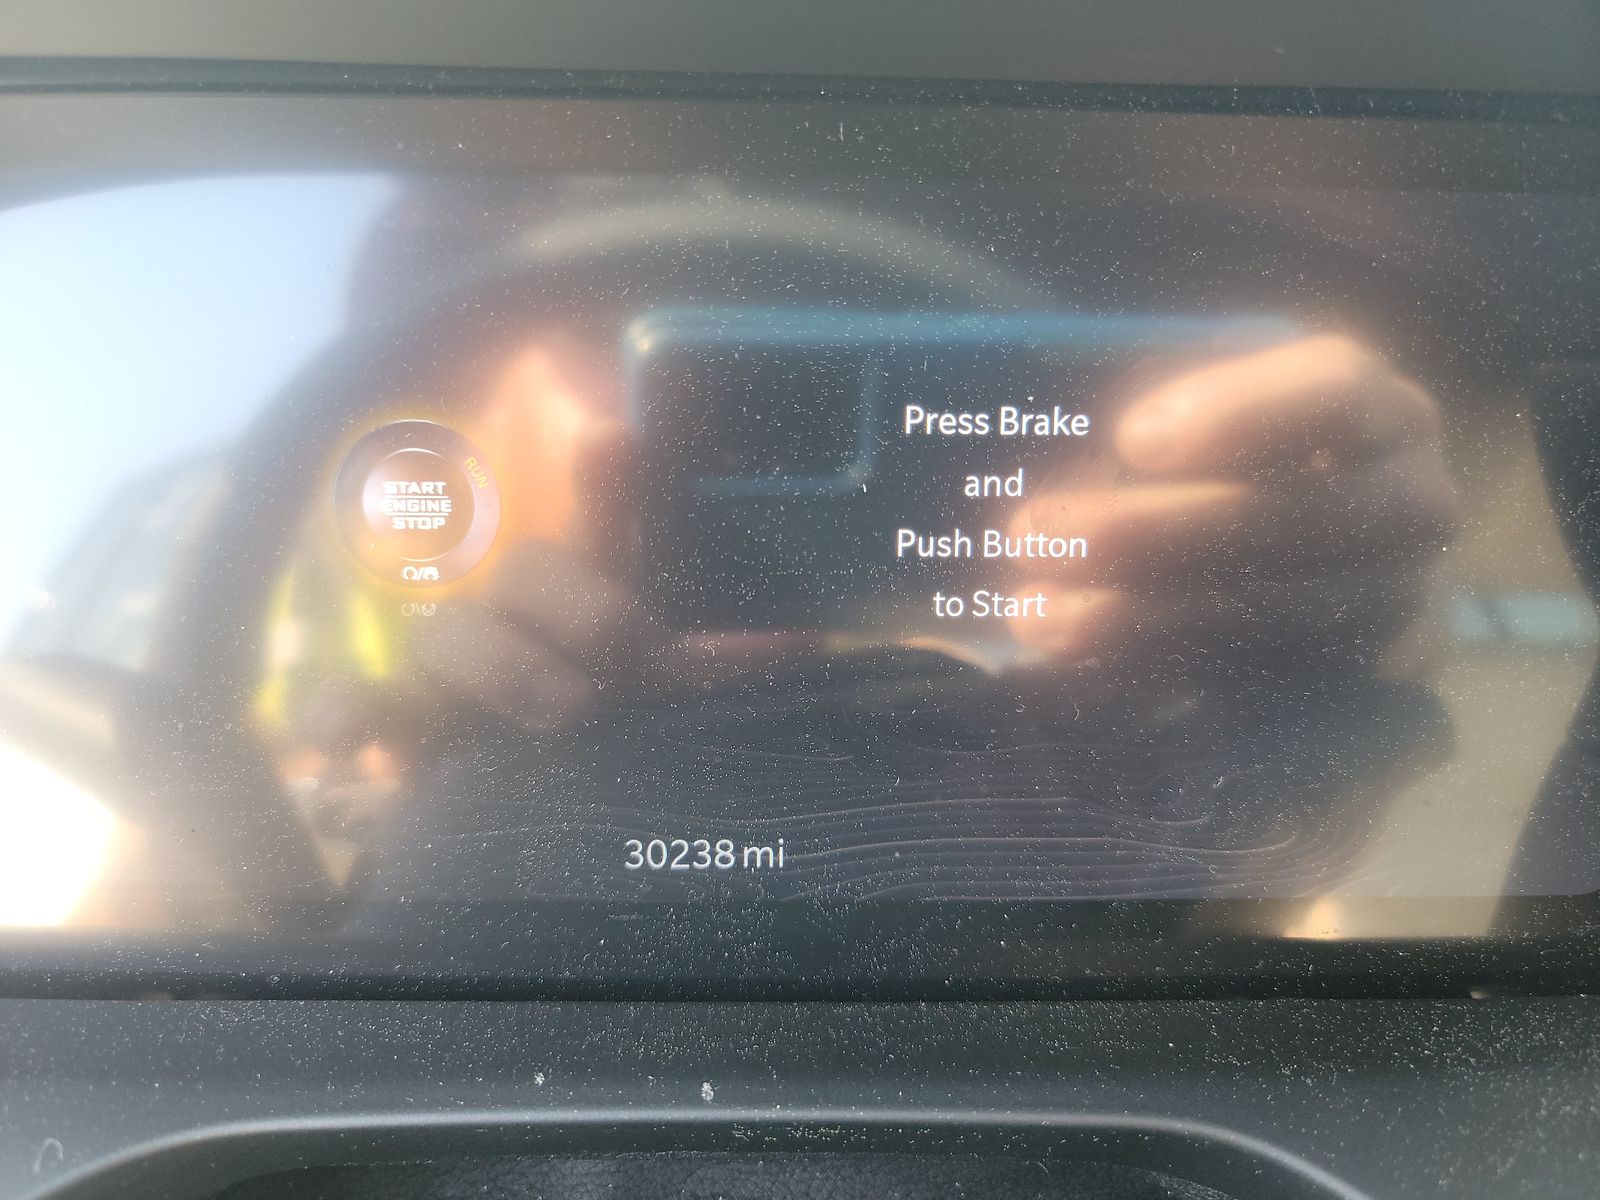 START
ENGINE
STOP
RUN
Press Brake
and
Push Button
to Start
30238 mi